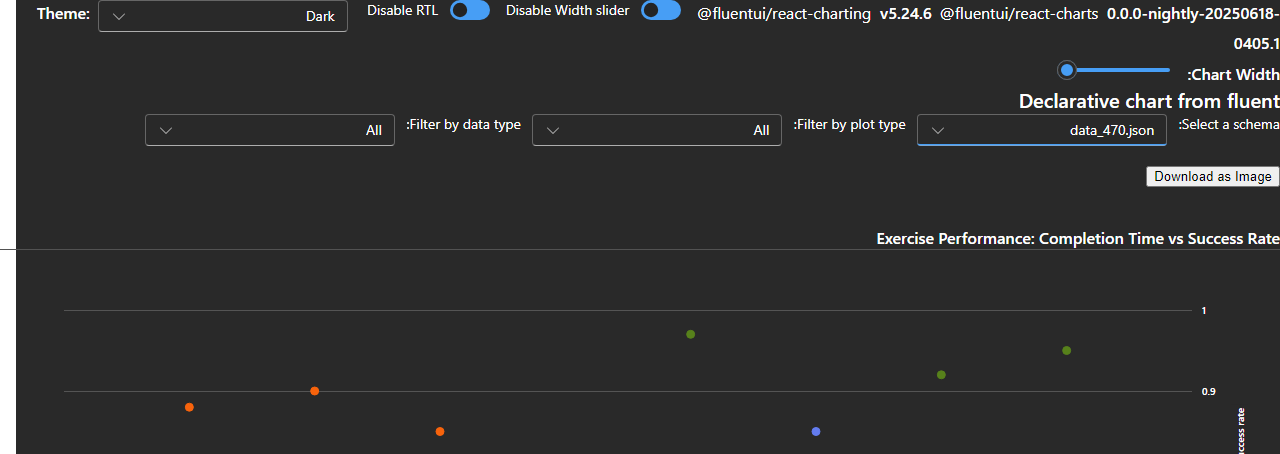 Theme: Dark Disable RTL Disable Width slider @fluentui/react-charting v5.24.6 @fluentui/react-charts 0.0.0-nightly-20250618-
0405.1
:Chart Width
Declarative chart from fluent
:Select a schema data_470.json :Filter by plot type All :Filter by data type All
Download as Image
Exercise Performance: Completion Time vs Success Rate
1
0.9
rate